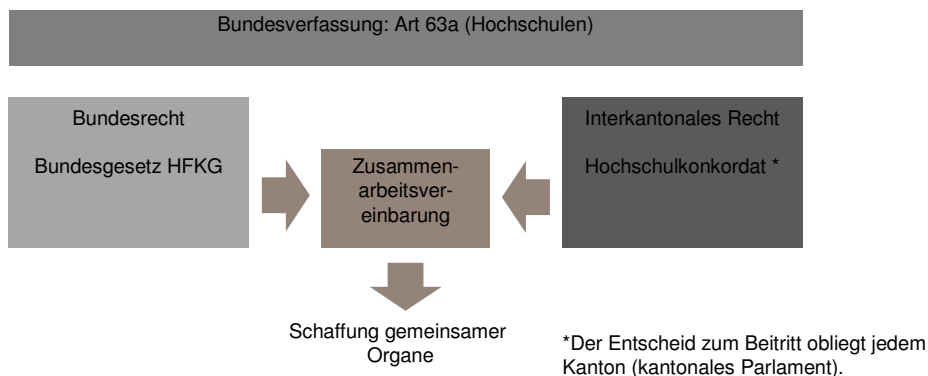 Bundesverfassung: Art 63a (Hochschulen)
Bundesrecht
Bundesgesetz HFKG
Zusammen-
arbeitsver-
einbarung
Interkantonales Recht
Hochschulkonkordat *
Schaffung gemeinsamer
Organe
*Der Entscheid zum Beitritt obliegt jedem
Kanton (kantonales Parlament).